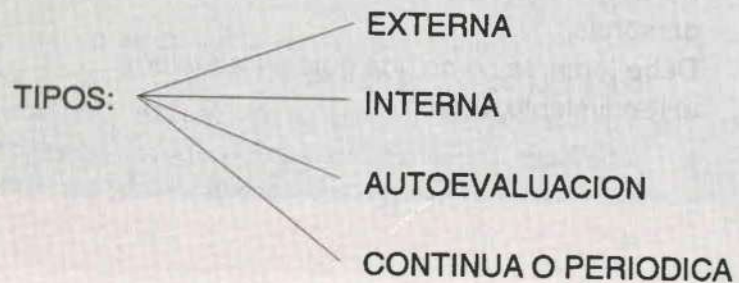 EXTERNA
TIPOS:
INTERNA
AUTOEVALUACION
CONTINUA O PERIODICA